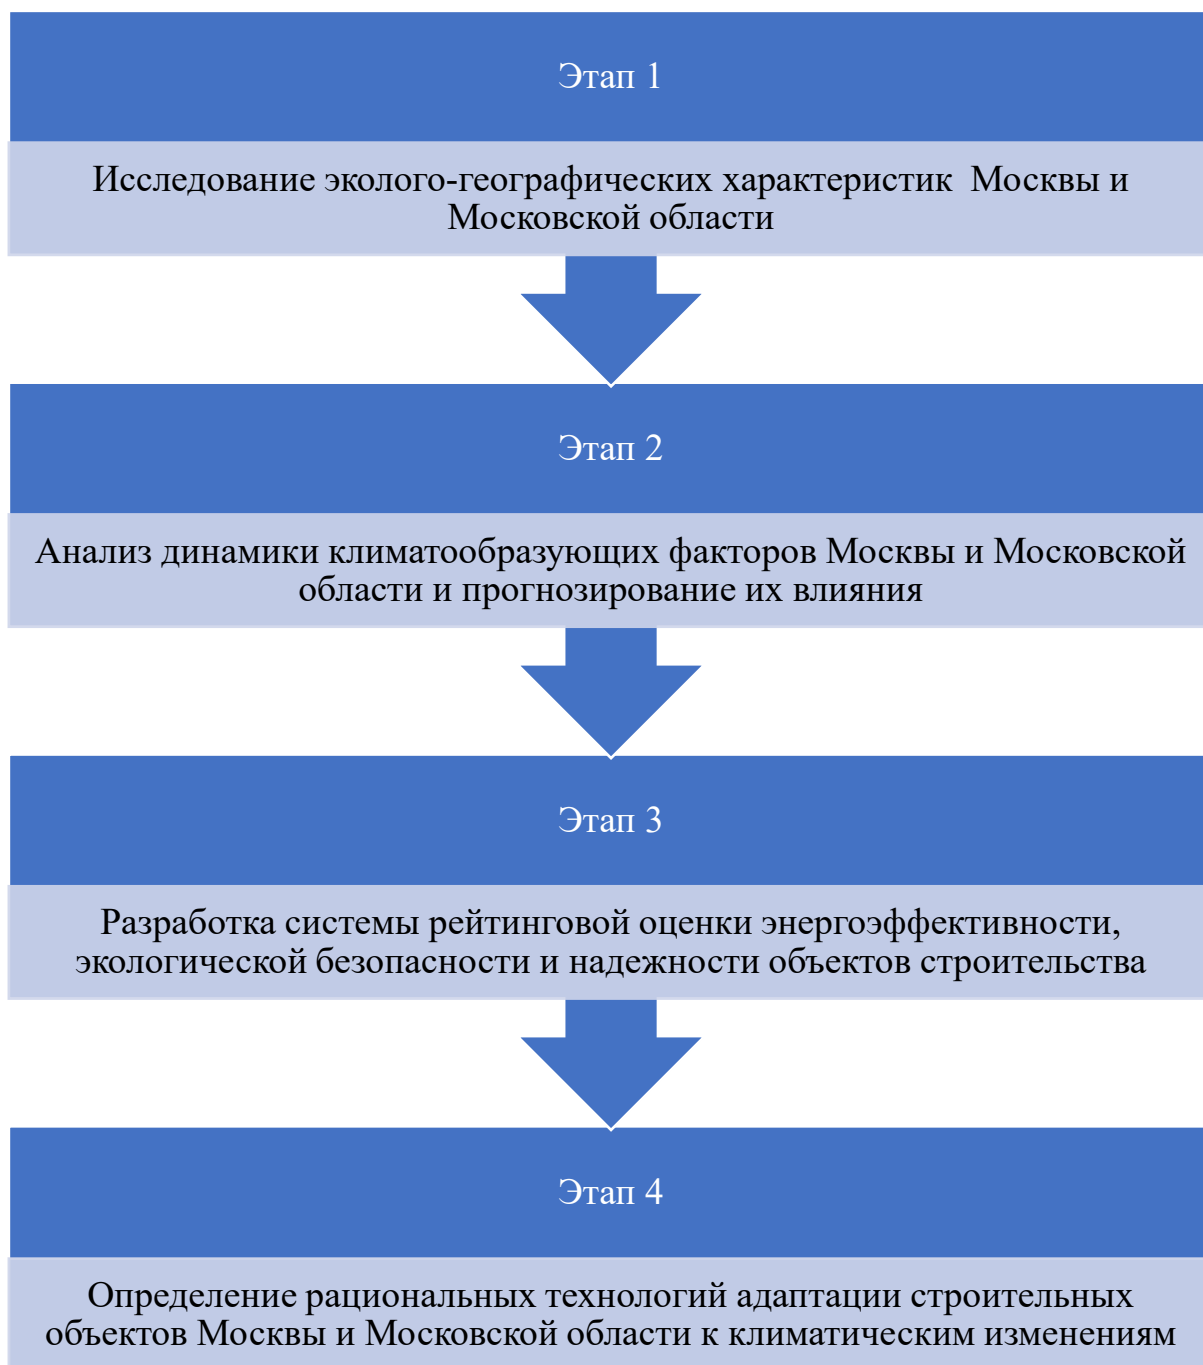 Этап 1
Исследование эколого-географических характеристик  Москвы и
Московской области
Этап 2
Анализ динамики климатообразующих факторов Москвы и Московской
области и прогнозирование их влияния
Этап 3
Разработка системы рейтинговой оценки энергоэффективности,
экологической безопасности и надежности объектов строительства
Этап 4
Определение рациональных технологий адаптации строительных
объектов Москвы и Московской области к климатическим изменениям